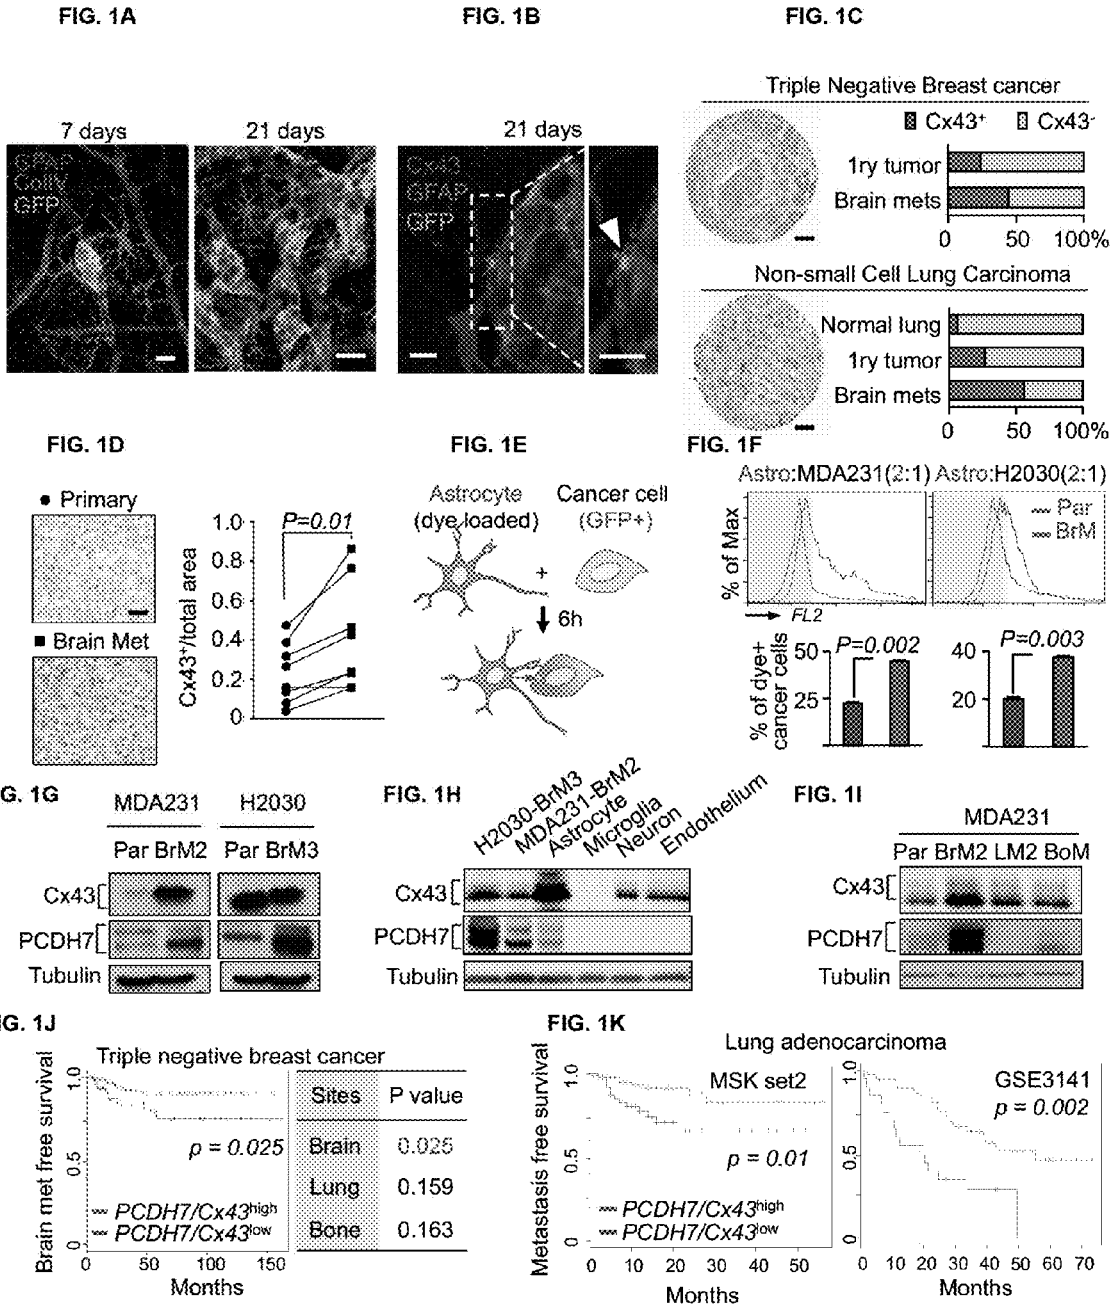 FIG. 1A
FIG. 1B
FIG. 1C
7 days
21 days
GFAP
ColIV
GFP
21 days
Cx43
GFAP
GFP
Triple Negative Breast cancer
Cx43+
Cx43-
1ry tumor
Brain mets
0
50
100%
Non-small Cell Lung Carcinoma
Normal lung
1ry tumor
Brain mets
0
50
100%
FIG. 1D
FIG. 1E
FIG. 1F
Primary
Brain Met
P=0.01
Cx43+/total area
1.0
0.8
0.6
0.4
0.2
0
Astrocyte
(dye loaded)
Cancer cell
(GFP+)
+
6h
Astro:MDA231(2:1)
Astro:H2030(2:1)
Par
BrM
% of Max
FL2
% of dye+
cancer cells
50
25
P=0.002
40
20
P=0.003
G. 1G
FIG. 1H
FIG. 1I
MDA231
H2030
Par BrM2
Par BrM3
Cx43
PCDH7
Tubulin
H2030-BrM3
MDA231-BrM2
Astrocyte
Microglia
Neuron
Endothelium
Cx43
PCDH7
Tubulin
MDA231
Par BrM2 LM2 BoM
Cx43
PCDH7
Tubulin
IG. 1J
FIG. 1K
Triple negative breast cancer
Brain met free survival
1.0
0.5
0
p = 0.025
PCDH7/Cx43high
PCDH7/Cx43low
0 50 100 150
Months
Sites P value
Brain 0.025
Lung 0.159
Bone 0.163
Lung adenocarcinoma
Metastasis free survival
1.0
0.5
0
MSK set2
p = 0.01
PCDH7/Cx43high
PCDH7/Cx43low
0 10 20 30 40 50
Months
1.0
0.5
0
GSE3141
p = 0.002
0 10 20 30 40 50 60 70
Months